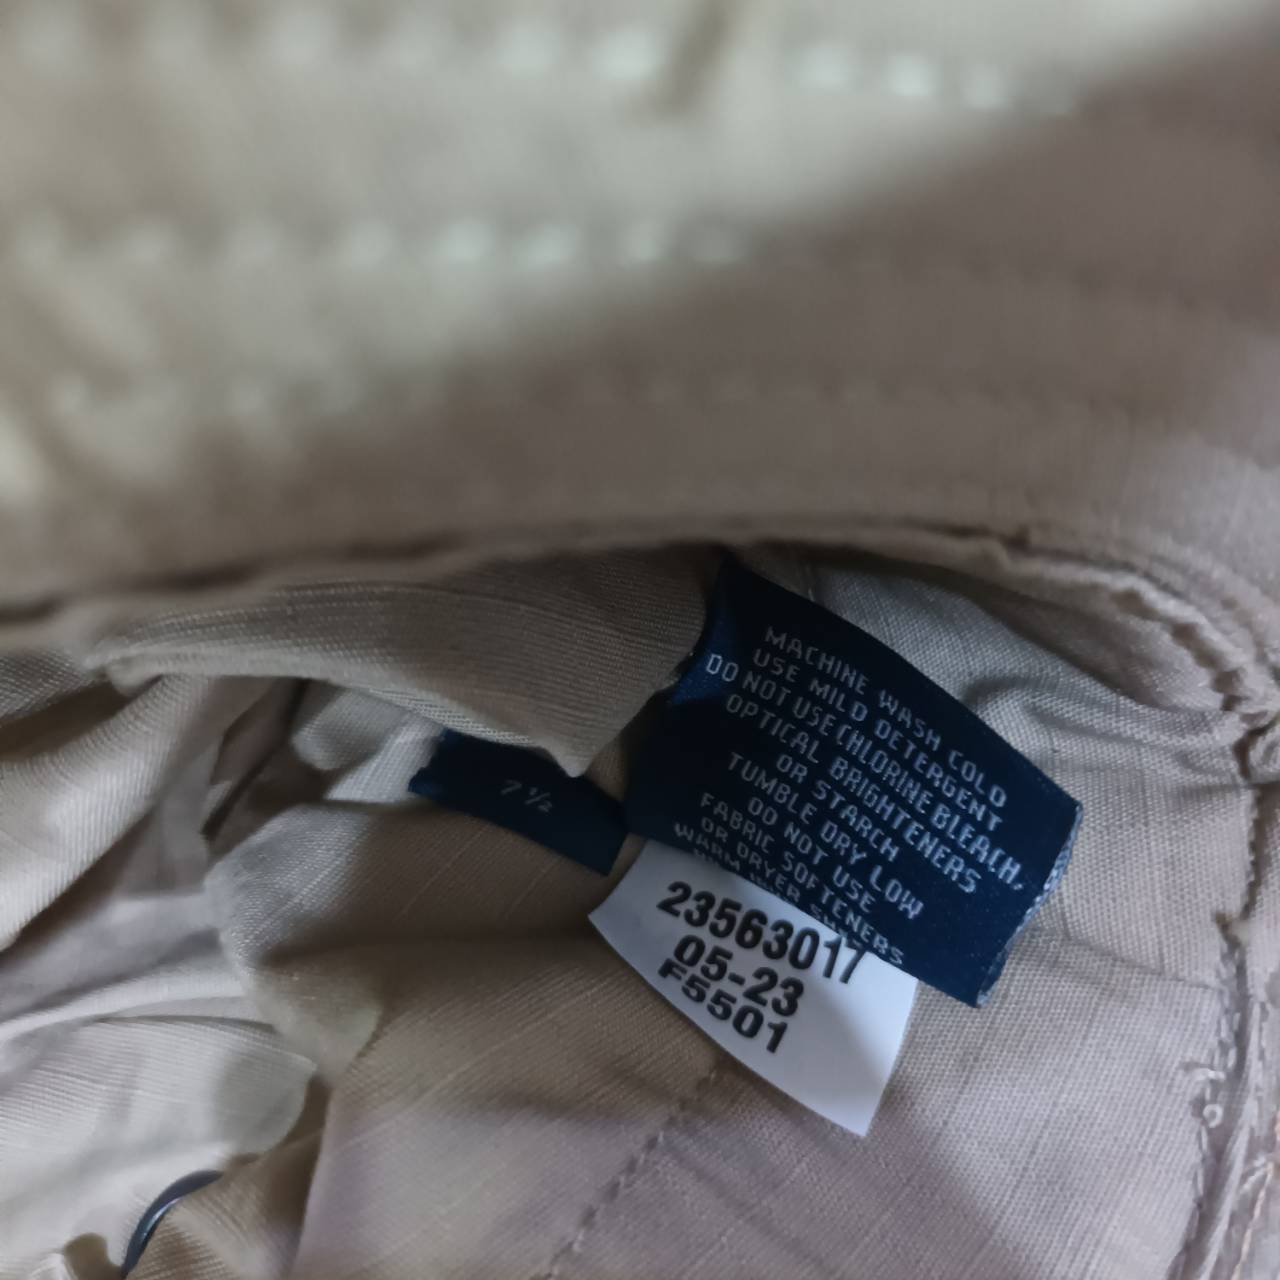 MACHINE WASH COLD
USE MILD DETERGENT
DO NOT USE CHLORINE BLEACH,
OPTICAL BRIGHTENERS
OR STARCH
TUMBLE DRY LOW
DO NOT USE
FABRIC SOFTENERS
OR DRYER
WARM
7 ½
23563017
05-23
F5501